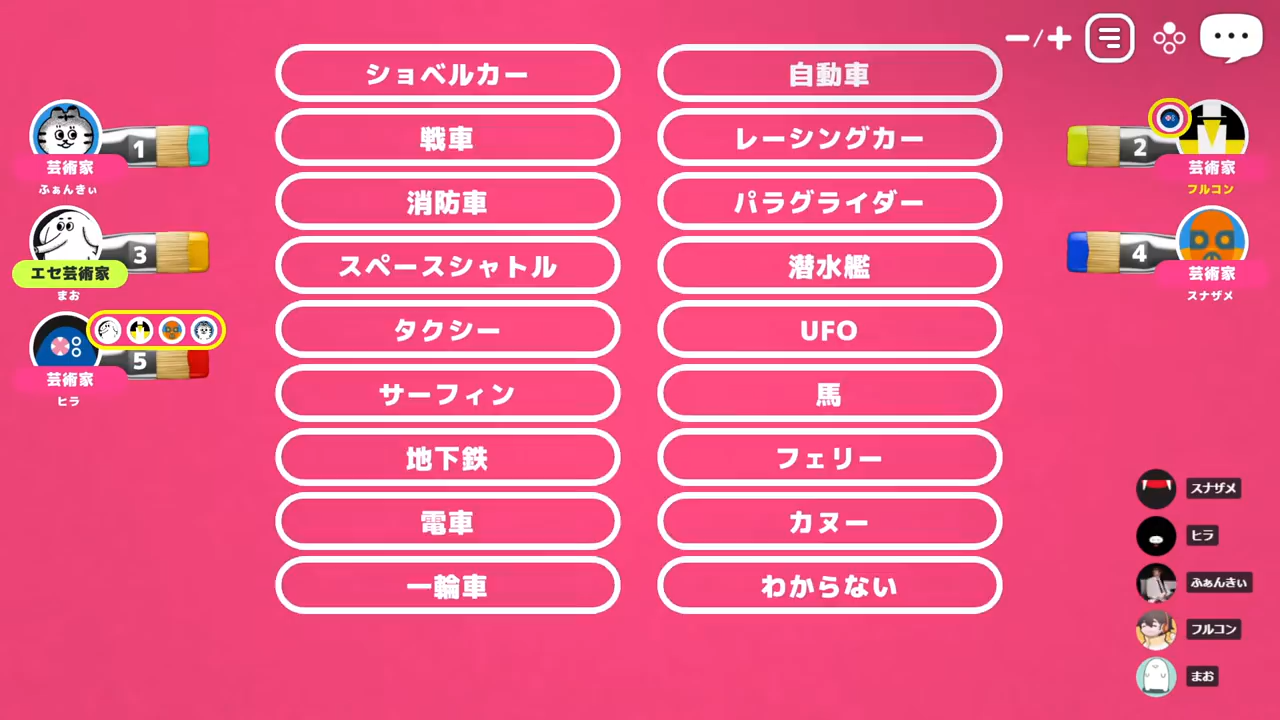 −/+
ショベルカー
自動車
戦車
レーシングカー
消防車
パラグライダー
スペースシャトル
潜水艦
タクシー
UFO
サーフィン
馬
地下鉄
フェリー
電車
カヌー
一輪車
わからない
1
芸術家
ふぁんきぃ
3
エセ芸術家
まお
5
芸術家
ヒラ
2
芸術家
フルコン
4
芸術家
スナザメ
スナザメ
ヒラ
ふぁんきぃ
フルコン
まお